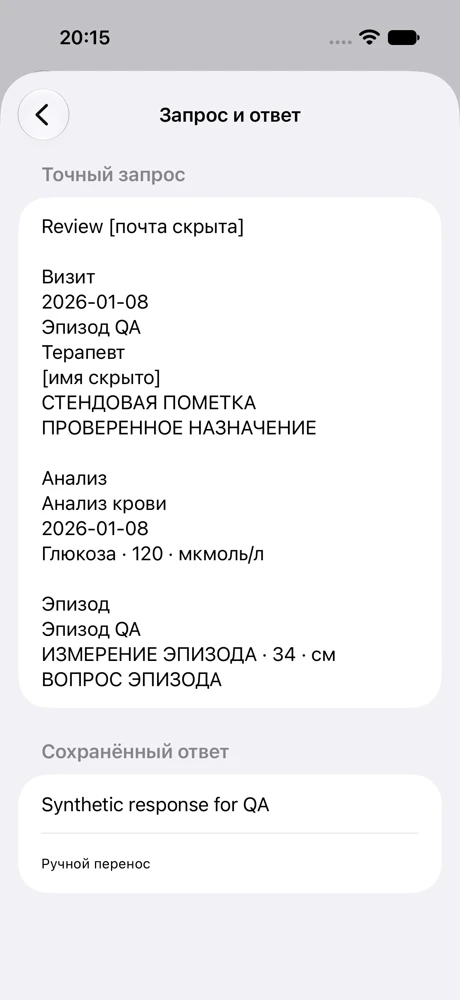 20:15
Запрос и ответ
Точный запрос
Review [почта скрыта]
Визит
2026-01-08
Эпизод QA
Терапевт
[имя скрыто]
СТЕНДОВАЯ ПОМЕТКА
ПРОВЕРЕННОЕ НАЗНАЧЕНИЕ
Анализ
Анализ крови
2026-01-08
Глюкоза · 120 · мкмоль/л
Эпизод
Эпизод QA
ИЗМЕРЕНИЕ ЭПИЗОДА · 34 · см
ВОПРОС ЭПИЗОДА
Сохранённый ответ
Synthetic response for QA
Ручной перенос